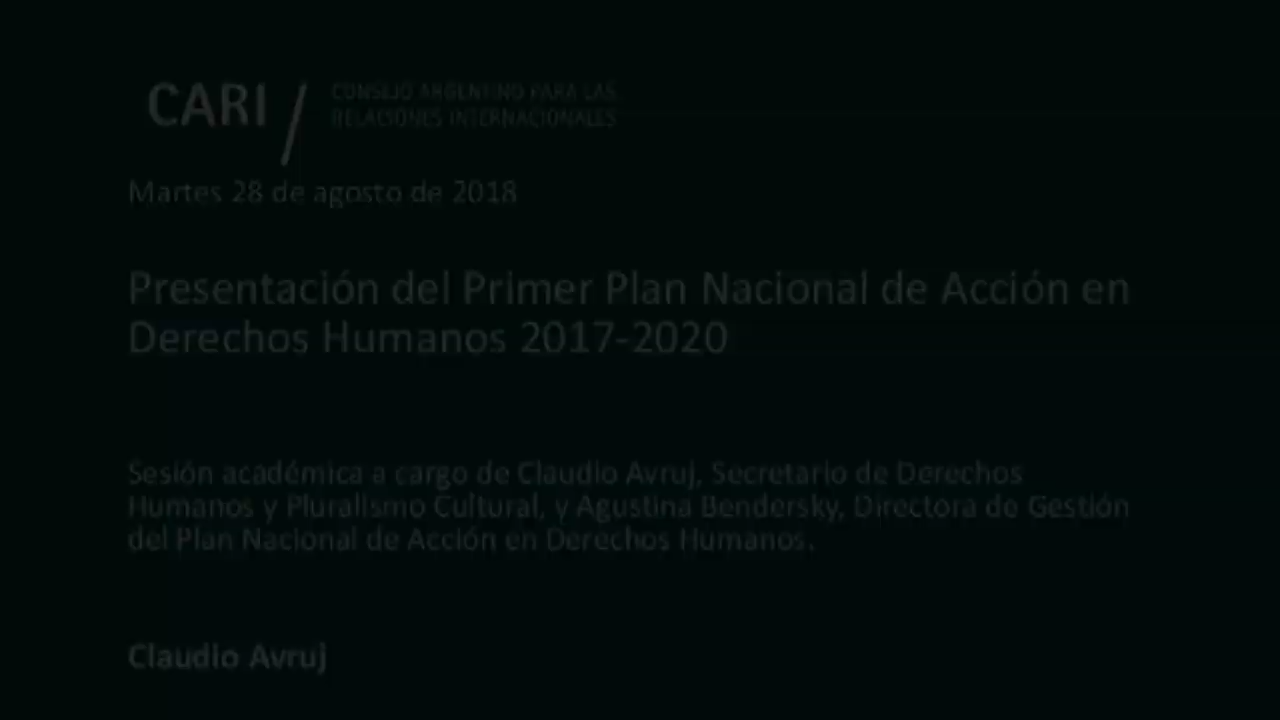 CARI
CONSEJO ARGENTINO PARA LAS
RELACIONES INTERNACIONALES
Martes 28 de agosto de 2018
Presentación del Primer Plan Nacional de Acción en
Derechos Humanos 2017-2020
Sesión académica a cargo de Claudio Avruj, Secretario de Derechos
Humanos y Pluralismo Cultural, y Agustina Bendersky, Directora de Gestión
del Plan Nacional de Acción en Derechos Humanos.
Claudio Avruj